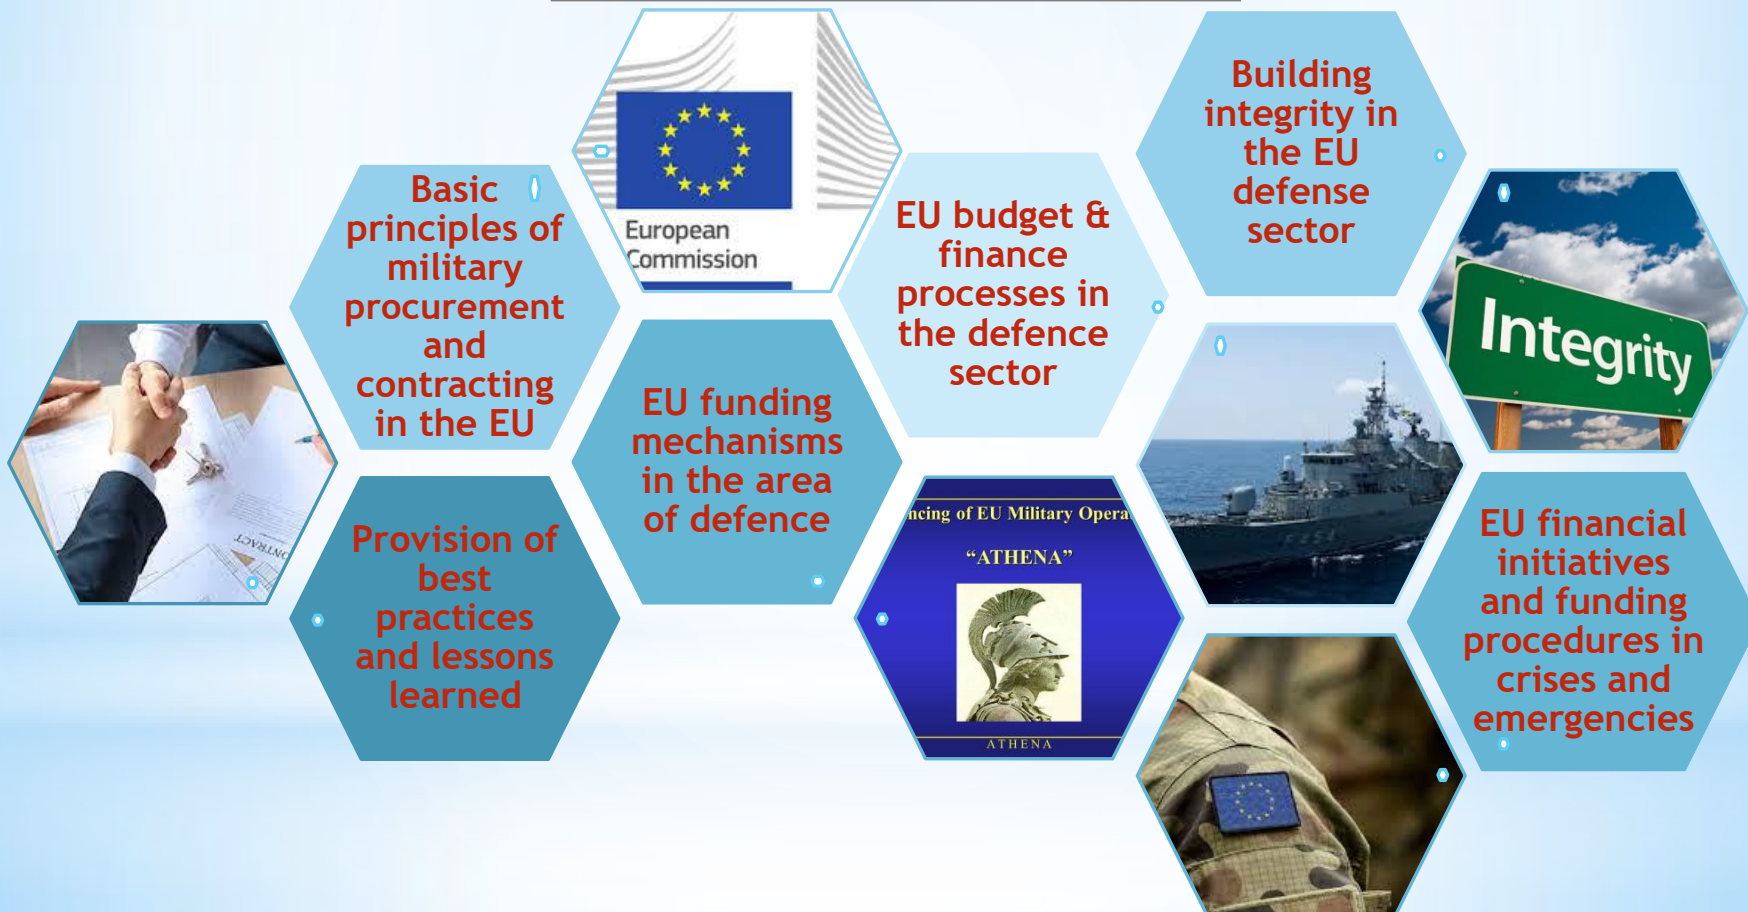 Basic
principles of
military
procurement
and
contracting
in the EU
Provision of
best
practices
and lessons
learned
European
Commission
EU funding
mechanisms
in the area
of defence
EU budget &
finance
processes in
the defence
sector
of EU Military
“ATHENA”
ATHENA
Building
integrity in
the EU
defense
sector
Integrity
EU financial
initiatives
and funding
procedures in
crises and
emergencies